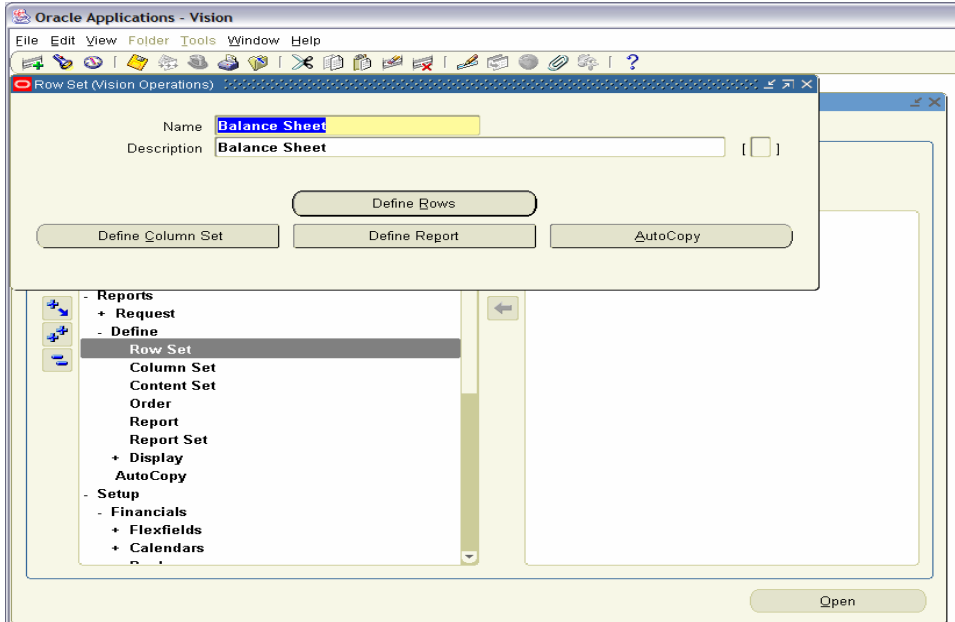 Oracle Applications - Vision
File Edit View Folder Tools Window Help
Row Set (Vision Operations)
Name Balance Sheet
Description Balance Sheet [ ]
Define Rows
Define Column Set Define Report AutoCopy
- Reports
+ Request
- Define
Row Set
Column Set
Content Set
Order
Report
Report Set
+ Display
AutoCopy
- Setup
- Financials
+ Flexfields
+ Calendars
Open